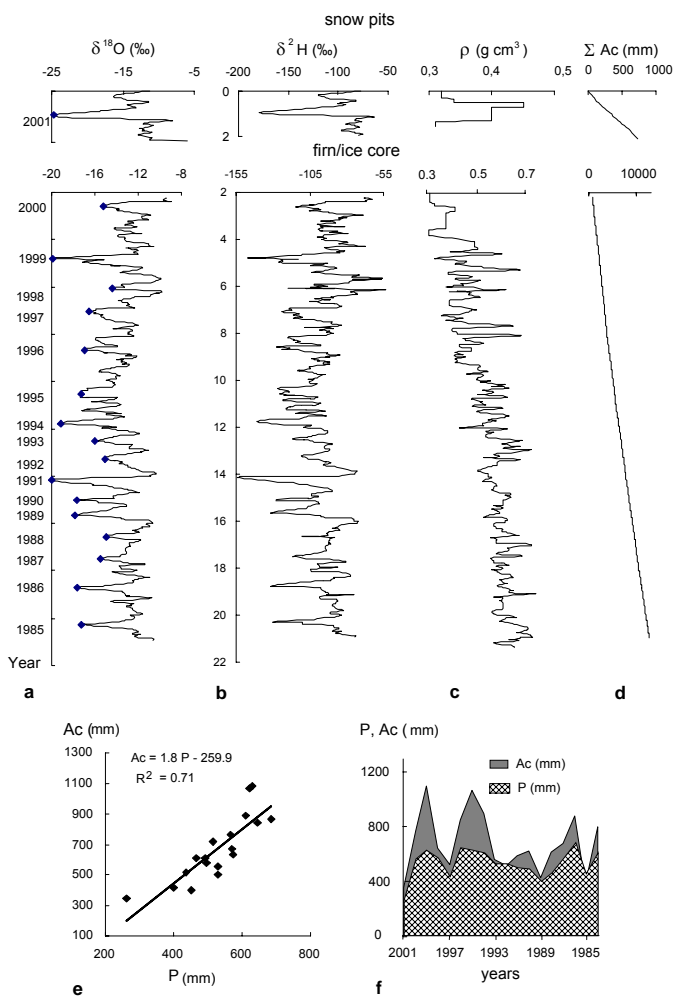 snow pits
δ 18O (‰) δ 2 H (‰) ρ (g cm3) Σ Ac (mm)
-25 -15 -5 -200 -150 -100 -50 0,3 0,4 0,5 0 500 1000
0
2001
2
firn/ice core
-20 -16 -12 -8 -155 -105 -55 0.3 0.5 0.7 0 10000
2
2000
4
1999
6
1998
1997
8
1996
10
1995
12
1994
1993
1992
14
1991
1990
1989
16
1988
1987
18
1986
20
1985
Year
22
a b c d
Ac (mm)
1300
1100
900
700
500
300
100
Ac = 1.8 P - 259.9
R2 = 0.71
200 400 600 800
P (mm)
e
P, Ac ( mm)
1200
800
400
0
Ac (mm)
P (mm)
2001 1997 1993 1989 1985
years
f